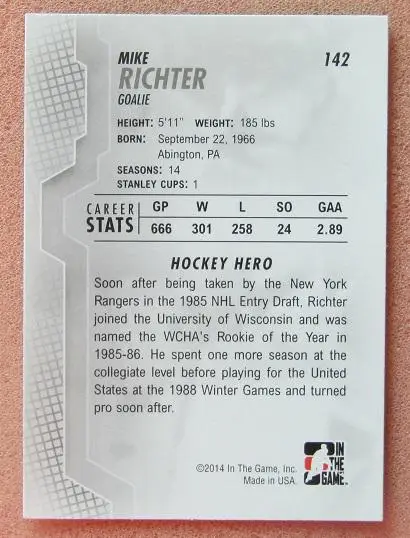 MIKE 142
RICHTER
GOALIE
HEIGHT: 5'11" WEIGHT: 185 lbs
BORN: September 22, 1966
Abington, PA
SEASONS: 14
STANLEY CUPS: 1
CAREER STATS
GP W L SO GAA
666 301 258 24 2.89
HOCKEY HERO
Soon after being taken by the New York
Rangers in the 1985 NHL Entry Draft, Richter
joined the University of Wisconsin and was
named the WCHA's Rookie of the Year in
1985-86. He spent one more season at the
collegiate level before playing for the United
States at the 1988 Winter Games and turned
pro soon after.
©2014 In The Game, Inc.
Made in USA.
IN
THE
GAME